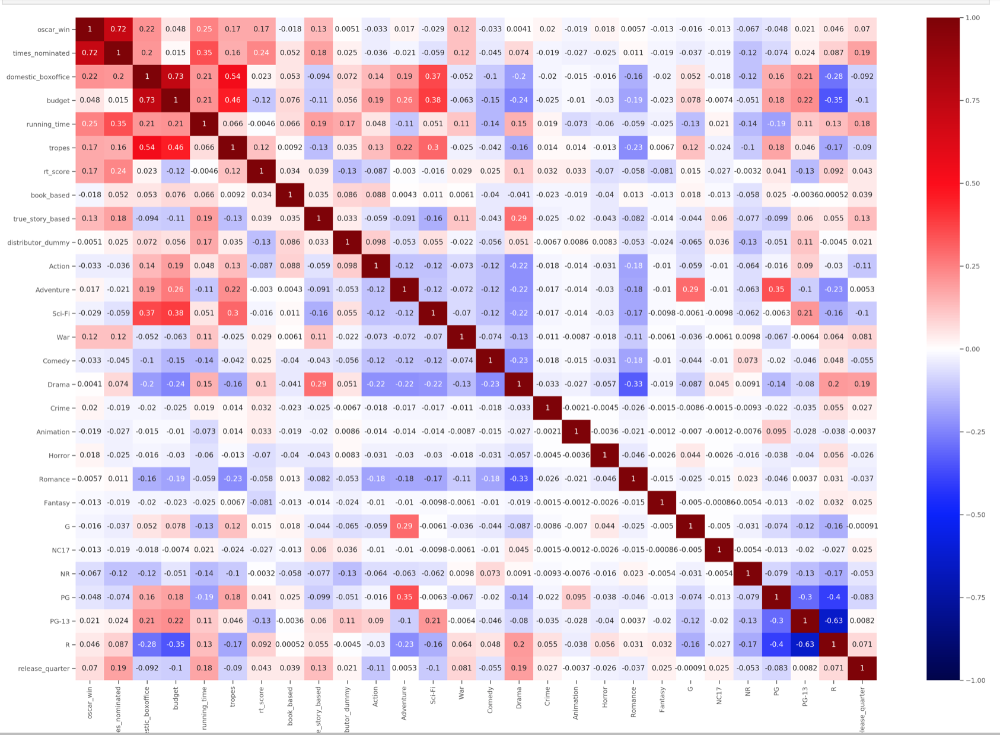 oscar_win 1 0.72 0.22 0.048 0.25 0.17 0.17 -0.018 0.13 0.0051 -0.033 0.017 -0.029 0.12 -0.033 0.0041 0.02 -0.019 0.018 0.0057 -0.013 -0.016 -0.013 -0.067 -0.048 0.021 0.046 0.07
times_nominated 0.72 1 0.2 0.015 0.35 0.16 0.24 0.052 0.18 0.025 -0.036 -0.021 -0.059 0.12 -0.045 0.074 -0.019 -0.027 -0.025 0.011 -0.019 -0.037 -0.019 -0.12 -0.074 0.024 0.087 0.19
domestic_boxoffice 0.22 0.2 1 0.73 0.21 0.54 0.023 0.053 -0.094 0.072 0.14 0.19 0.37 -0.052 -0.1 -0.2 -0.02 -0.015 -0.016 -0.16 -0.02 0.052 -0.018 -0.12 0.16 0.21 -0.28 -0.092
budget 0.048 0.015 0.73 1 0.21 0.46 -0.12 0.076 -0.11 0.056 0.19 0.26 0.38 -0.063 -0.15 -0.24 -0.025 -0.01 -0.03 -0.19 -0.023 0.078 -0.0074 -0.051 0.18 0.22 -0.35 -0.1
running_time 0.25 0.35 0.21 0.21 1 0.066 -0.0046 0.066 0.19 0.17 0.048 -0.11 0.051 0.11 -0.14 0.15 0.019 -0.073 -0.06 -0.059 -0.025 -0.13 0.021 -0.14 -0.19 0.11 0.13 0.18
tropes 0.17 0.16 0.54 0.46 0.066 1 0.12 0.0092 -0.13 0.035 0.13 0.22 0.3 -0.025 -0.042 -0.16 0.014 0.014 -0.013 -0.23 0.0067 0.12 -0.024 -0.1 0.18 0.046 -0.17 -0.09
rt_score 0.17 0.24 0.023 -0.12 -0.0046 0.12 1 0.034 0.039 -0.13 -0.087 -0.003 -0.016 0.029 0.025 0.1 0.032 0.033 -0.07 -0.058 -0.081 0.015 -0.027 -0.0032 0.041 -0.13 0.092 0.043
book_based -0.018 0.052 0.053 0.076 0.066 0.0092 0.034 1 0.035 0.086 0.088 0.0043 0.011 0.0061 -0.04 -0.041 -0.023 -0.019 -0.04 0.013 -0.013 0.018 -0.013 -0.058 0.025 -0.0036 0.00052 0.039
true_story_based 0.13 0.18 -0.094 -0.11 0.19 -0.13 0.039 0.035 1 0.033 -0.059 -0.091 -0.16 0.11 -0.043 0.29 -0.025 -0.02 -0.043 -0.082 -0.014 -0.044 0.06 -0.077 -0.099 0.06 0.055 0.13
distributor_dummy 0.0051 0.025 0.072 0.056 0.17 0.035 -0.13 0.086 0.033 1 0.098 -0.053 0.055 -0.022 -0.056 0.051 -0.0067 0.0086 0.0083 -0.053 -0.024 -0.065 0.036 -0.13 -0.051 0.11 -0.0045 0.021
Action -0.033 -0.036 0.14 0.19 0.048 0.13 -0.087 0.088 -0.059 0.098 1 -0.12 -0.12 -0.073 -0.12 -0.22 -0.018 -0.014 -0.031 -0.18 -0.01 -0.059 -0.01 -0.064 -0.016 0.09 -0.03 -0.11
Adventure 0.017 -0.021 0.19 0.26 -0.11 0.22 -0.003 0.0043 -0.091 -0.053 -0.12 1 -0.12 -0.072 -0.12 -0.22 -0.017 -0.014 -0.03 -0.18 -0.01 0.29 -0.01 -0.063 0.35 -0.1 -0.23 0.0053
Sci-Fi -0.029 -0.059 0.37 0.38 0.051 0.3 -0.016 0.011 -0.16 0.055 -0.12 -0.12 1 -0.07 -0.12 -0.22 -0.017 -0.014 -0.03 -0.17 -0.0098 -0.0061 -0.0098 -0.062 -0.0063 0.21 -0.16 -0.1
War 0.12 0.12 -0.052 -0.063 0.11 -0.025 0.029 0.0061 0.11 -0.022 -0.073 -0.072 -0.07 1 -0.074 -0.13 -0.011 -0.0087 -0.018 -0.11 -0.0061 -0.036 -0.0061 0.0098 -0.067 -0.0064 0.064 0.081
Comedy -0.033 -0.045 -0.1 -0.15 -0.14 -0.042 0.025 -0.04 -0.043 -0.056 -0.12 -0.12 -0.12 -0.074 1 -0.23 -0.018 -0.015 -0.031 -0.18 -0.01 -0.044 -0.01 0.073 -0.02 -0.046 0.048 -0.055
Drama 0.0041 0.074 -0.2 -0.24 0.15 -0.16 0.1 -0.041 0.29 0.051 -0.22 -0.22 -0.22 -0.13 -0.23 1 -0.033 -0.027 -0.057 -0.33 -0.019 -0.087 0.045 0.0091 -0.14 -0.08 0.2 0.19
Crime 0.02 -0.019 -0.02 -0.025 0.019 0.014 0.032 -0.023 -0.025 -0.0067 -0.018 -0.017 -0.017 -0.011 -0.018 -0.033 1 -0.0021 -0.0045 -0.026 -0.0015 -0.0086 -0.0015 -0.0093 -0.022 -0.035 0.055 0.027
Animation -0.019 -0.027 -0.015 -0.01 -0.073 0.014 0.033 -0.019 -0.02 0.0086 -0.014 -0.014 -0.014 -0.0087 -0.015 -0.027 -0.0021 1 -0.0036 -0.021 -0.0012 -0.007 -0.0012 -0.0076 0.095 -0.028 -0.038 -0.0037
Horror 0.018 -0.025 -0.016 -0.03 -0.06 -0.013 -0.07 -0.04 -0.043 0.0083 -0.031 -0.03 -0.03 -0.018 -0.031 -0.057 -0.0045 -0.0036 1 -0.046 -0.0026 0.044 -0.0026 -0.016 -0.038 -0.04 0.056 -0.026
Romance 0.0057 0.011 -0.16 -0.19 -0.059 -0.23 -0.058 0.013 -0.082 -0.053 -0.18 -0.18 -0.17 -0.11 -0.18 -0.33 -0.026 -0.021 -0.046 1 -0.015 -0.025 -0.015 0.023 -0.046 0.0037 0.031 -0.037
Fantasy -0.013 -0.019 -0.02 -0.023 -0.025 0.0067 -0.081 -0.013 -0.014 -0.024 -0.01 -0.01 -0.0098 -0.0061 -0.01 -0.019 -0.0015 -0.0012 -0.0026 -0.015 1 -0.005 -0.00086 -0.0054 -0.013 -0.02 0.032 0.025
G -0.016 -0.037 0.052 0.078 -0.13 0.12 0.015 0.018 -0.044 -0.065 -0.059 0.29 -0.0061 -0.036 -0.044 -0.087 -0.0086 -0.007 0.044 -0.025 -0.005 1 -0.005 -0.031 -0.074 -0.12 -0.16 -0.00091
NC17 -0.013 -0.019 -0.018 -0.0074 0.021 -0.024 -0.027 -0.013 0.06 0.036 -0.01 -0.01 -0.0098 -0.0061 -0.01 0.045 -0.0015 -0.0012 -0.0026 -0.015 -0.00086 -0.005 1 -0.0054 -0.013 -0.02 -0.027 0.025
NR -0.067 -0.12 -0.12 -0.051 -0.14 -0.1 -0.0032 -0.058 -0.077 -0.13 -0.064 -0.063 -0.062 0.0098 0.073 0.0091 -0.0093 -0.0076 -0.016 0.023 -0.0054 -0.031 -0.0054 1 -0.079 -0.13 -0.17 -0.053
PG -0.048 -0.074 0.16 0.18 -0.19 0.18 0.041 0.025 -0.099 -0.051 -0.016 0.35 -0.0063 -0.067 -0.02 -0.14 -0.022 0.095 -0.038 -0.046 -0.013 -0.074 -0.013 -0.079 1 -0.3 -0.4 -0.083
PG-13 0.021 0.024 0.21 0.22 0.11 0.046 -0.13 -0.0036 0.06 0.11 0.09 -0.1 0.21 -0.0064 -0.046 -0.08 -0.035 -0.028 -0.04 0.0037 -0.02 -0.12 -0.02 -0.13 -0.3 1 -0.63 0.0082
R 0.046 0.087 -0.28 -0.35 0.13 -0.17 0.092 0.00052 0.055 -0.0045 -0.03 -0.23 -0.16 0.064 0.048 0.2 0.055 -0.038 0.056 0.031 0.032 -0.16 -0.027 -0.17 -0.4 -0.63 1 0.071
release_quarter 0.07 0.19 -0.092 -0.1 0.18 -0.09 0.043 0.039 0.13 0.021 -0.11 0.0053 -0.1 0.081 -0.055 0.19 0.027 -0.0037 -0.026 -0.037 0.025 -0.00091 0.025 -0.053 -0.083 0.0082 0.071 1
oscar_win es_nominated stic_boxoffice budget running_time tropes rt_score book_based e_story_based butor_dummy Action Adventure Sci-Fi War Comedy Drama Crime Animation Horror Romance Fantasy G NC17 NR PG PG-13 R lease_quarter
1.00
0.75
0.50
0.25
0.00
−0.25
−0.50
−0.75
−1.00